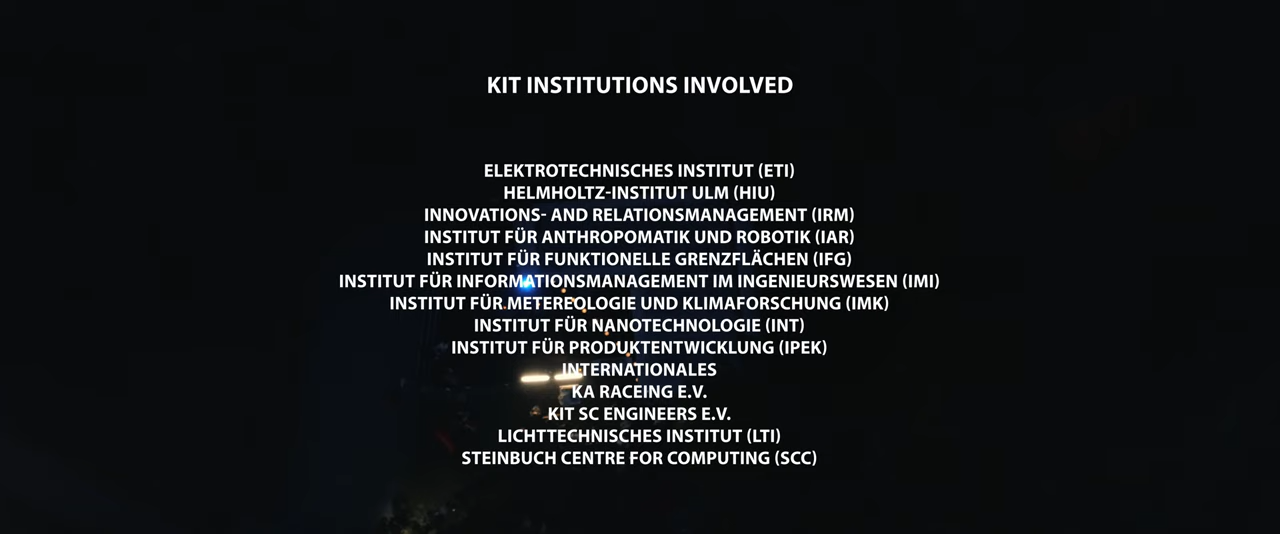 KIT INSTITUTIONS INVOLVED
ELEKTROTECHNISCHES INSTITUT (ETI)
HELMHOLTZ-INSTITUT ULM (HIU)
INNOVATIONS- AND RELATIONSMANAGEMENT (IRM)
INSTITUT FÜR ANTHROPOMATIK UND ROBOTIK (IAR)
INSTITUT FÜR FUNKTIONELLE GRENZFLÄCHEN (IFG)
INSTITUT FÜR INFORMATIONSMANAGEMENT IM INGENIEURSWESEN (IMI)
INSTITUT FÜR METEREOLOGIE UND KLIMAFORSCHUNG (IMK)
INSTITUT FÜR NANOTECHNOLOGIE (INT)
INSTITUT FÜR PRODUKTENTWICKLUNG (IPEK)
INTERNATIONALES
KA RACEING E.V.
KIT SC ENGINEERS E.V.
LICHTTECHNISCHES INSTITUT (LTI)
STEINBUCH CENTRE FOR COMPUTING (SCC)